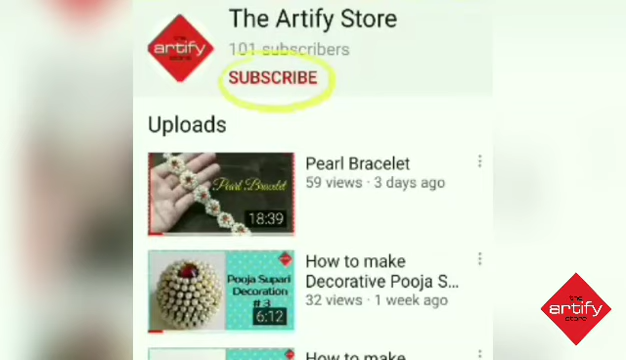 the
artify
store
The Artify Store
101 subscribers
SUBSCRIBE
Uploads
Pearl Bracelet
18:39
Pearl Bracelet
59 views · 3 days ago
Pooja Supari
Decoration
# 3
6:12
How to make
Decorative Pooja S...
32 views · 1 week ago
How to make
the
artify
store